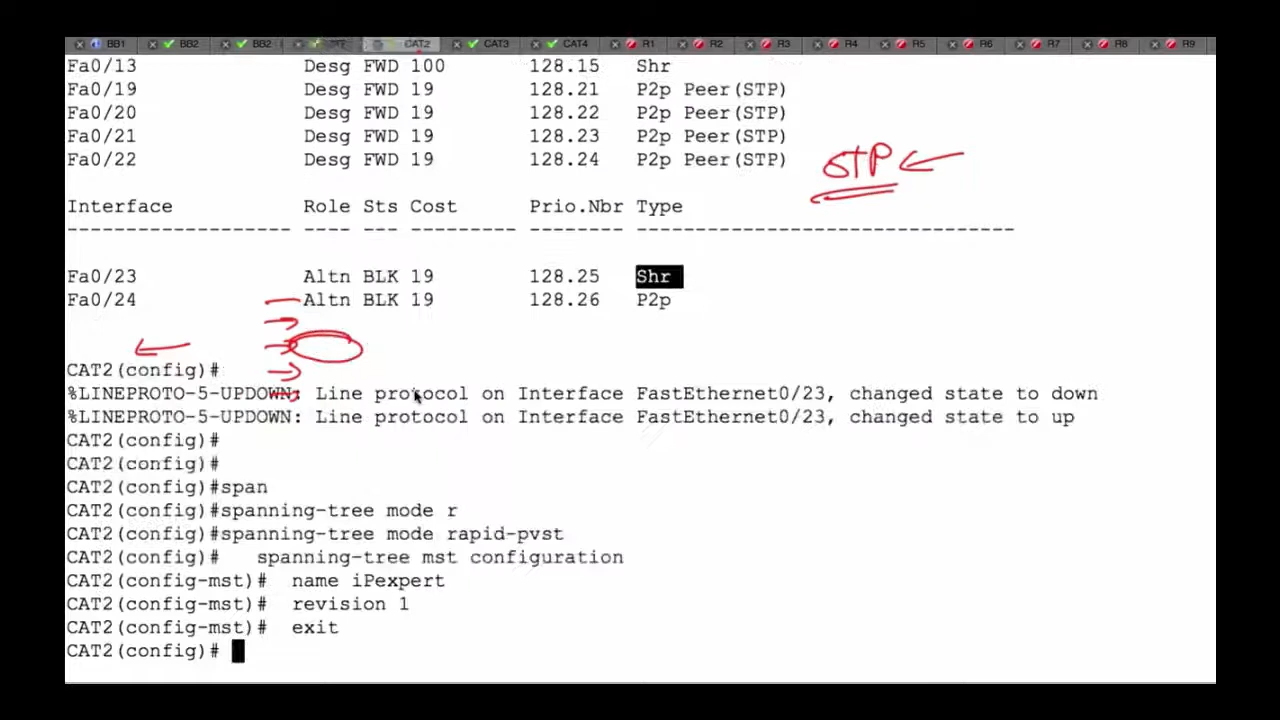 BB1 BB2 BB2 CAT2 CAT3 CAT4 R1 R2 R3 R4 R5 R6 R7 R8 R9
Fa0/13 Desg FWD 100 128.15 Shr
Fa0/19 Desg FWD 19 128.21 P2p Peer(STP)
Fa0/20 Desg FWD 19 128.22 P2p Peer(STP)
Fa0/21 Desg FWD 19 128.23 P2p Peer(STP)
Fa0/22 Desg FWD 19 128.24 P2p Peer(STP)
STP
Interface Role Sts Cost Prio.Nbr Type
------------------- ---- --- --------- -------- --------------------------------
Fa0/23 Altn BLK 19 128.25 Shr
Fa0/24 Altn BLK 19 128.26 P2p
CAT2(config)#
%LINEPROTO-5-UPDOWN: Line protocol on Interface FastEthernet0/23, changed state to down
%LINEPROTO-5-UPDOWN: Line protocol on Interface FastEthernet0/23, changed state to up
CAT2(config)#
CAT2(config)#
CAT2(config)#span
CAT2(config)#spanning-tree mode r
CAT2(config)#spanning-tree mode rapid-pvst
CAT2(config)# spanning-tree mst configuration
CAT2(config-mst)# name iPexpert
CAT2(config-mst)# revision 1
CAT2(config-mst)# exit
CAT2(config)#